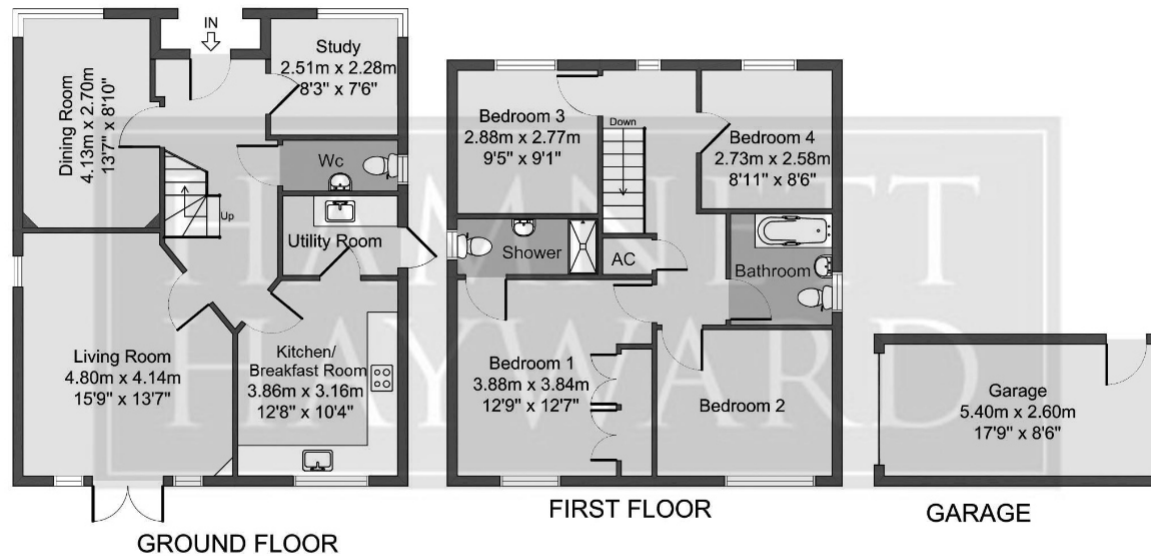 IN
Study
2.51m x 2.28m
8'3" x 7'6"
Dining Room
4.13m x 2.70m
13'7" x 8'10"
Wc
Up
Utility Room
Living Room
4.80m x 4.14m
15'9" x 13'7"
Kitchen/
Breakfast Room
3.86m x 3.16m
12'8" x 10'4"
GROUND FLOOR
Bedroom 3
2.88m x 2.77m
9'5" x 9'1"
Down
Bedroom 4
2.73m x 2.58m
8'11" x 8'6"
Shower
AC
Bathroom
Bedroom 1
3.88m x 3.84m
12'9" x 12'7"
Bedroom 2
FIRST FLOOR
Garage
5.40m x 2.60m
17'9" x 8'6"
GARAGE
HAMNETT
HAYWARD